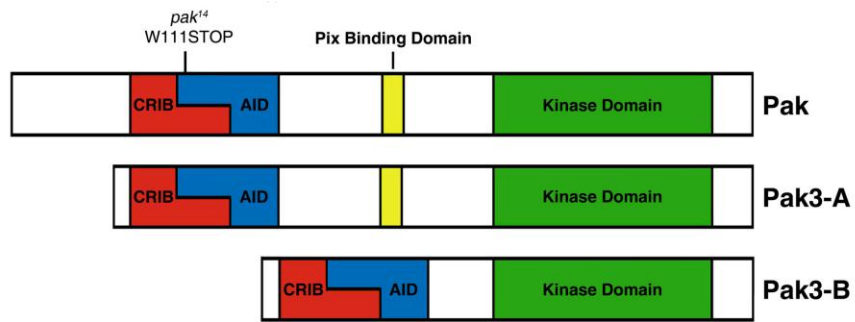 pak¹⁴
W111STOP
Pix Binding Domain
CRIB AID Kinase Domain Pak
CRIB AID Kinase Domain Pak3-A
CRIB AID Kinase Domain Pak3-B